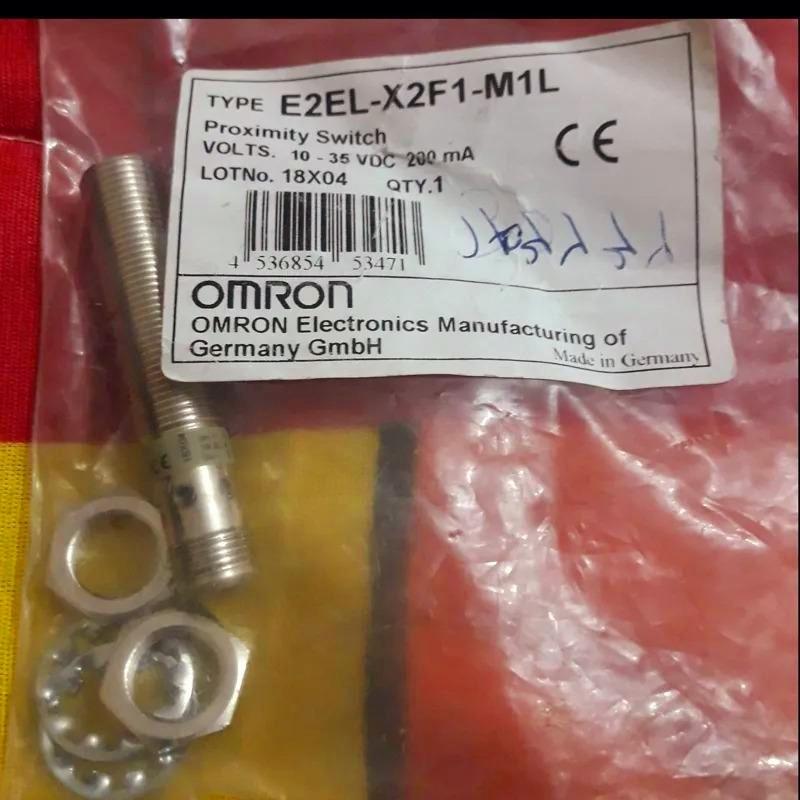 TYPE E2EL-X2F1-M1L
Proximity Switch
VOLTS. 10 - 35 VDC 200 mA
LOTNo. 18X04 QTY.1
CE
4 536854 53471
OMRON
OMRON Electronics Manufacturing of
Germany GmbH
Made in Germany
CE